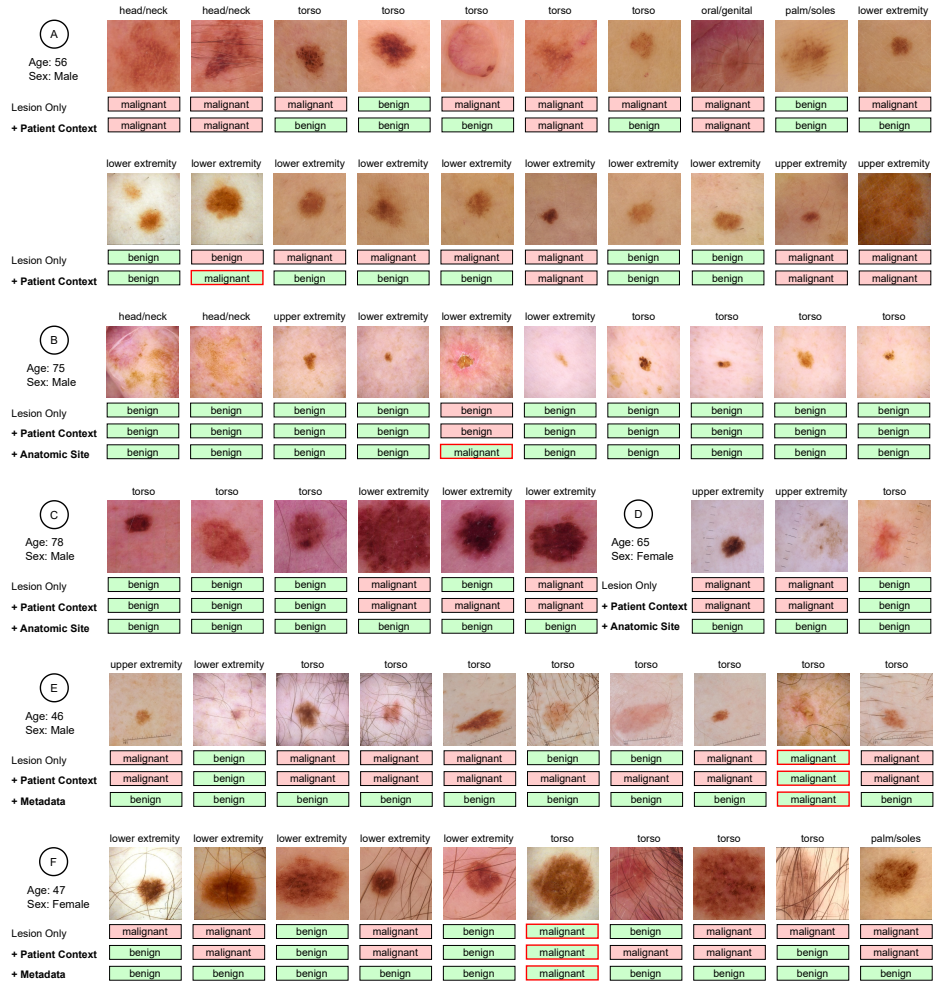 head/neck head/neck torso torso torso torso torso oral/genital palm/soles lower extremity
A
Age: 56
Sex: Male
Lesion Only malignant malignant malignant benign malignant malignant malignant malignant benign malignant
+ Patient Context malignant malignant benign benign benign malignant benign malignant benign benign
lower extremity lower extremity lower extremity lower extremity lower extremity lower extremity lower extremity lower extremity upper extremity upper extremity
Lesion Only benign benign malignant malignant malignant malignant benign benign malignant malignant
+ Patient Context benign malignant benign benign benign malignant benign benign malignant malignant
head/neck head/neck upper extremity lower extremity lower extremity lower extremity torso torso torso torso
B
Age: 75
Sex: Male
Lesion Only benign benign benign benign benign benign benign benign benign benign
+ Patient Context benign benign benign benign benign benign benign benign benign benign
+ Anatomic Site benign benign benign benign malignant benign benign benign benign benign
torso torso torso lower extremity lower extremity lower extremity
C
Age: 78
Sex: Male
Lesion Only benign benign benign malignant benign malignant
+ Patient Context benign benign benign malignant malignant malignant
+ Anatomic Site benign benign benign benign benign benign
upper extremity upper extremity torso
D
Age: 65
Sex: Female
Lesion Only malignant malignant benign
+ Patient Context malignant malignant benign
+ Anatomic Site benign benign benign
upper extremity lower extremity torso torso torso torso torso torso torso torso
E
Age: 46
Sex: Male
Lesion Only malignant benign malignant malignant malignant benign benign malignant malignant malignant
+ Patient Context malignant benign malignant malignant malignant malignant malignant malignant malignant malignant
+ Metadata benign benign benign benign benign benign benign benign malignant benign
lower extremity lower extremity lower extremity lower extremity lower extremity torso torso torso torso palm/soles
F
Age: 47
Sex: Female
Lesion Only malignant malignant benign malignant benign malignant benign malignant benign malignant
+ Patient Context benign malignant benign malignant benign malignant malignant malignant malignant malignant
+ Metadata benign benign benign benign benign malignant benign benign benign benign